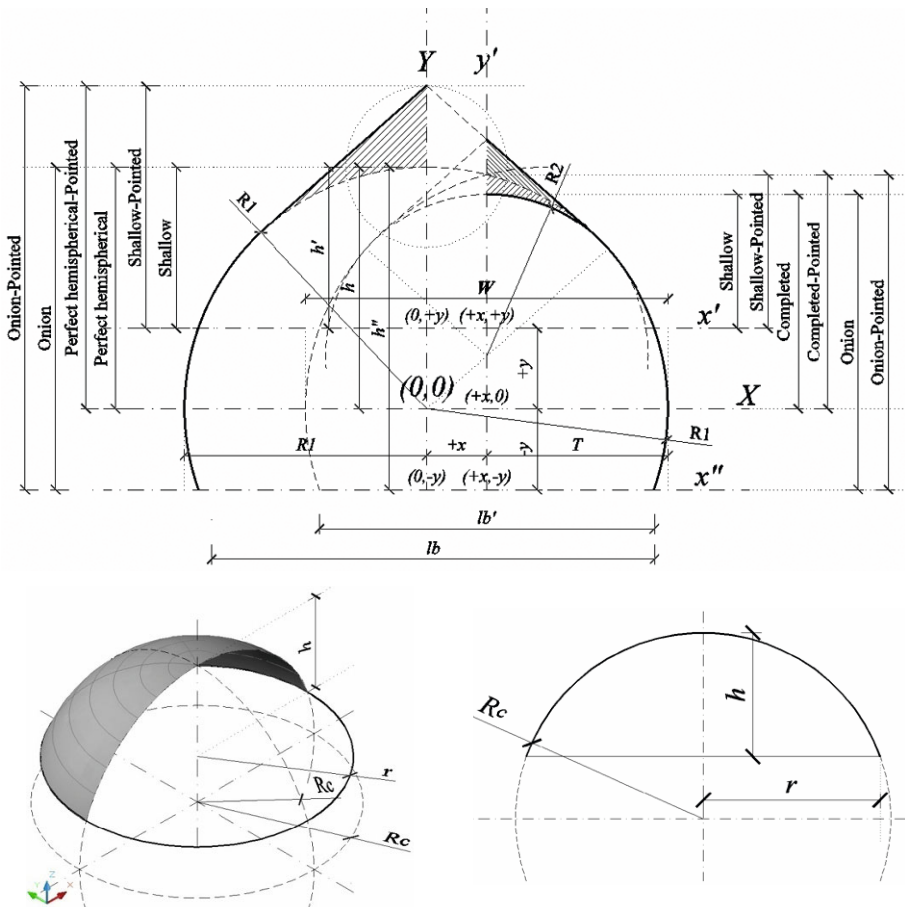 Y
y'
Onion-Pointed
Onion
Perfect hemispherical-Pointed
Perfect hemispherical
Shallow-Pointed
Shallow
R1
R2
h'
h
h"
W
Shallow
Shallow-Pointed
Completed
Completed-Pointed
Onion
Onion-Pointed
(0,+y) (+x,+y)
x'
+y
(0,0) (+x,0)
X
R1
R1
+x
-y
T
(0,-y) (+x,-y)
x"
lb'
lb
h
r
Rc
Rc
Z
X
Rc
h
r